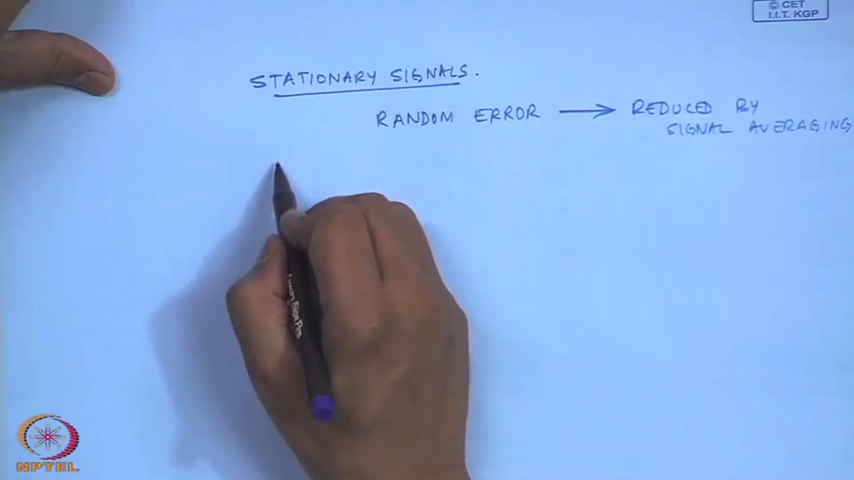 © CET
I.I.T. KGP
STATIONARY SIGNALS.
RANDOM ERROR → REDUCED BY
SIGNAL AVERAGING
NPTEL